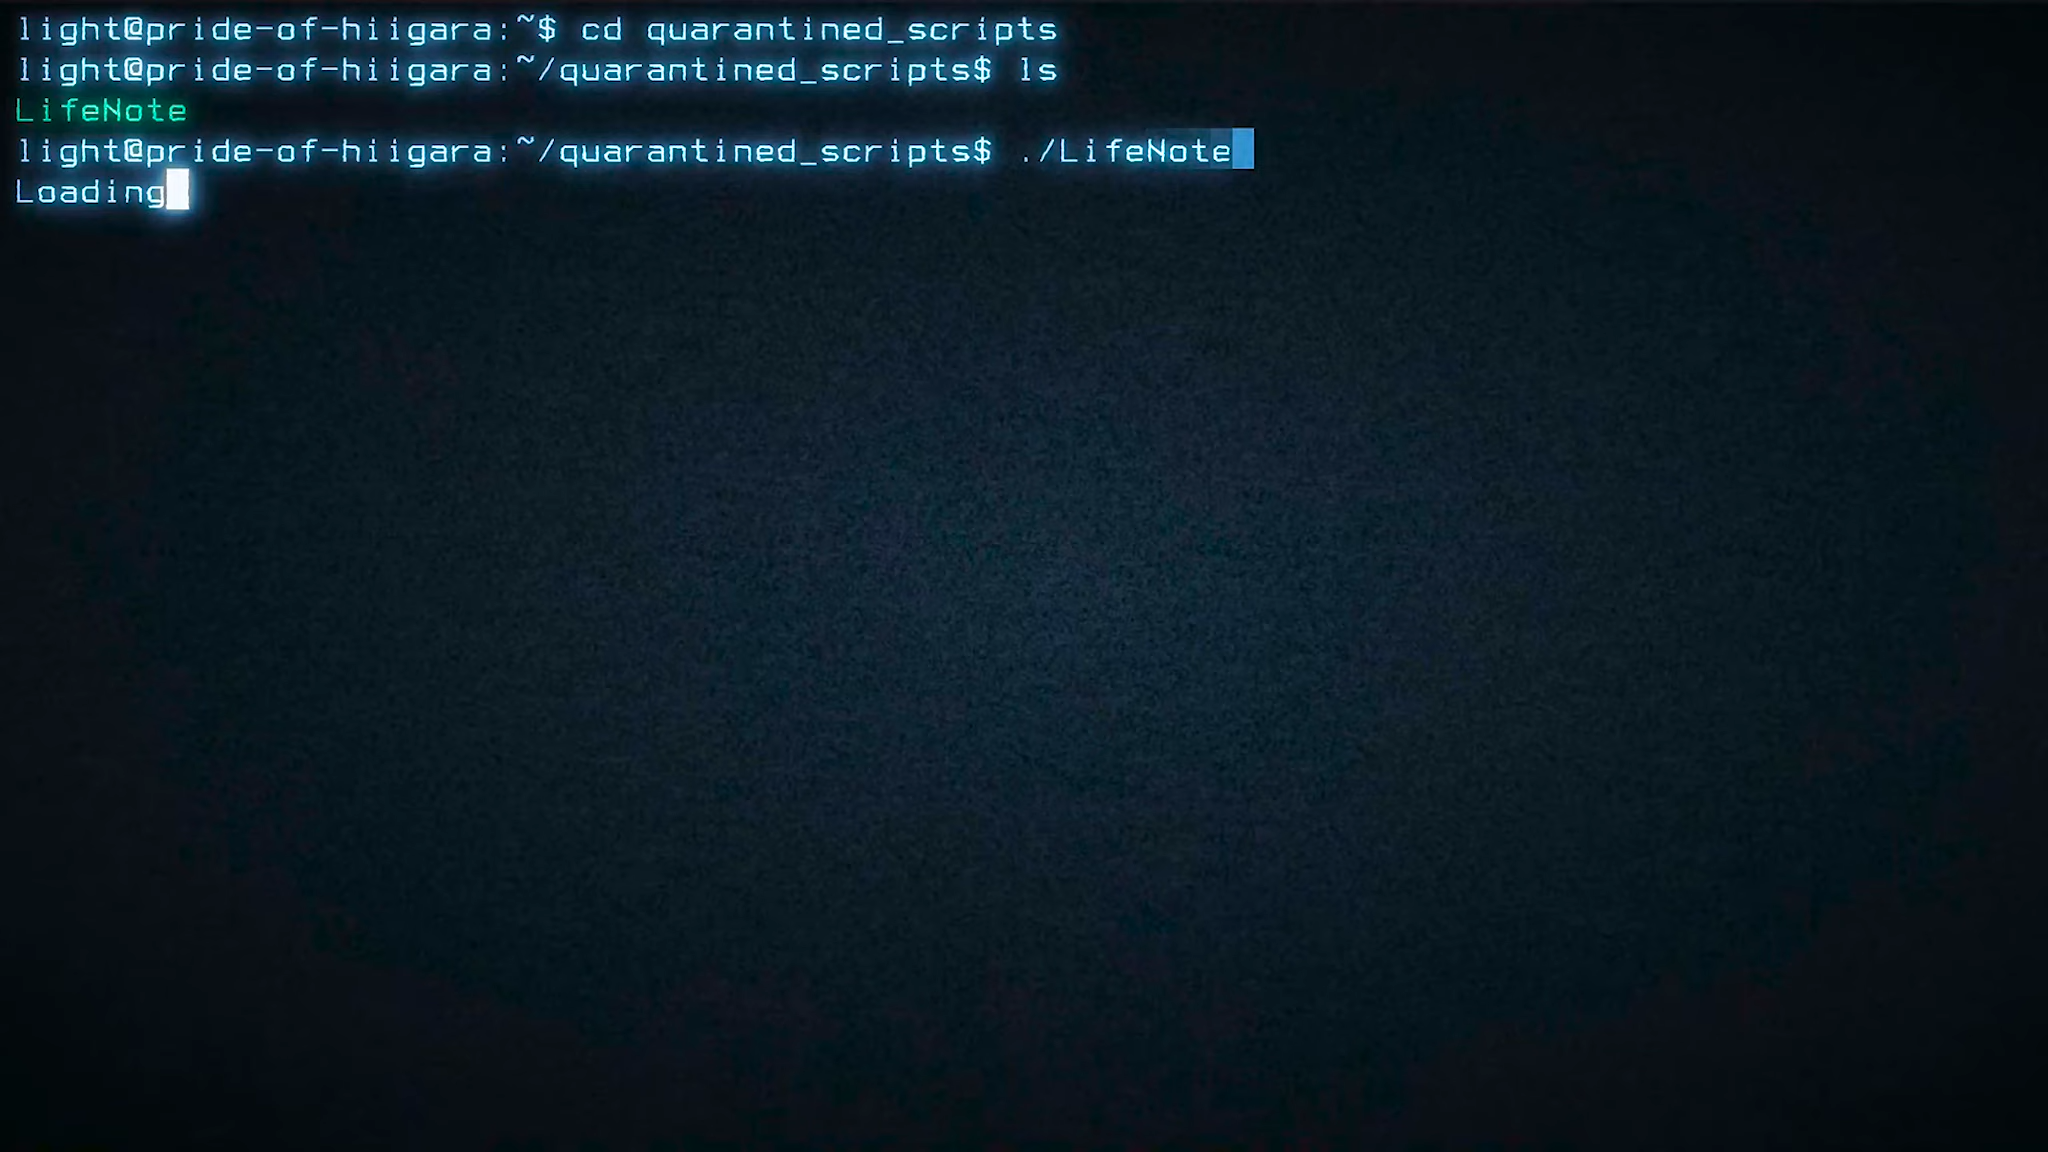 light@pride-of-hiigara:~$ cd quarantined_scripts
light@pride-of-hiigara:~/quarantined_scripts$ ls
LifeNote
light@pride-of-hiigara:~/quarantined_scripts$ ./LifeNote
Loading